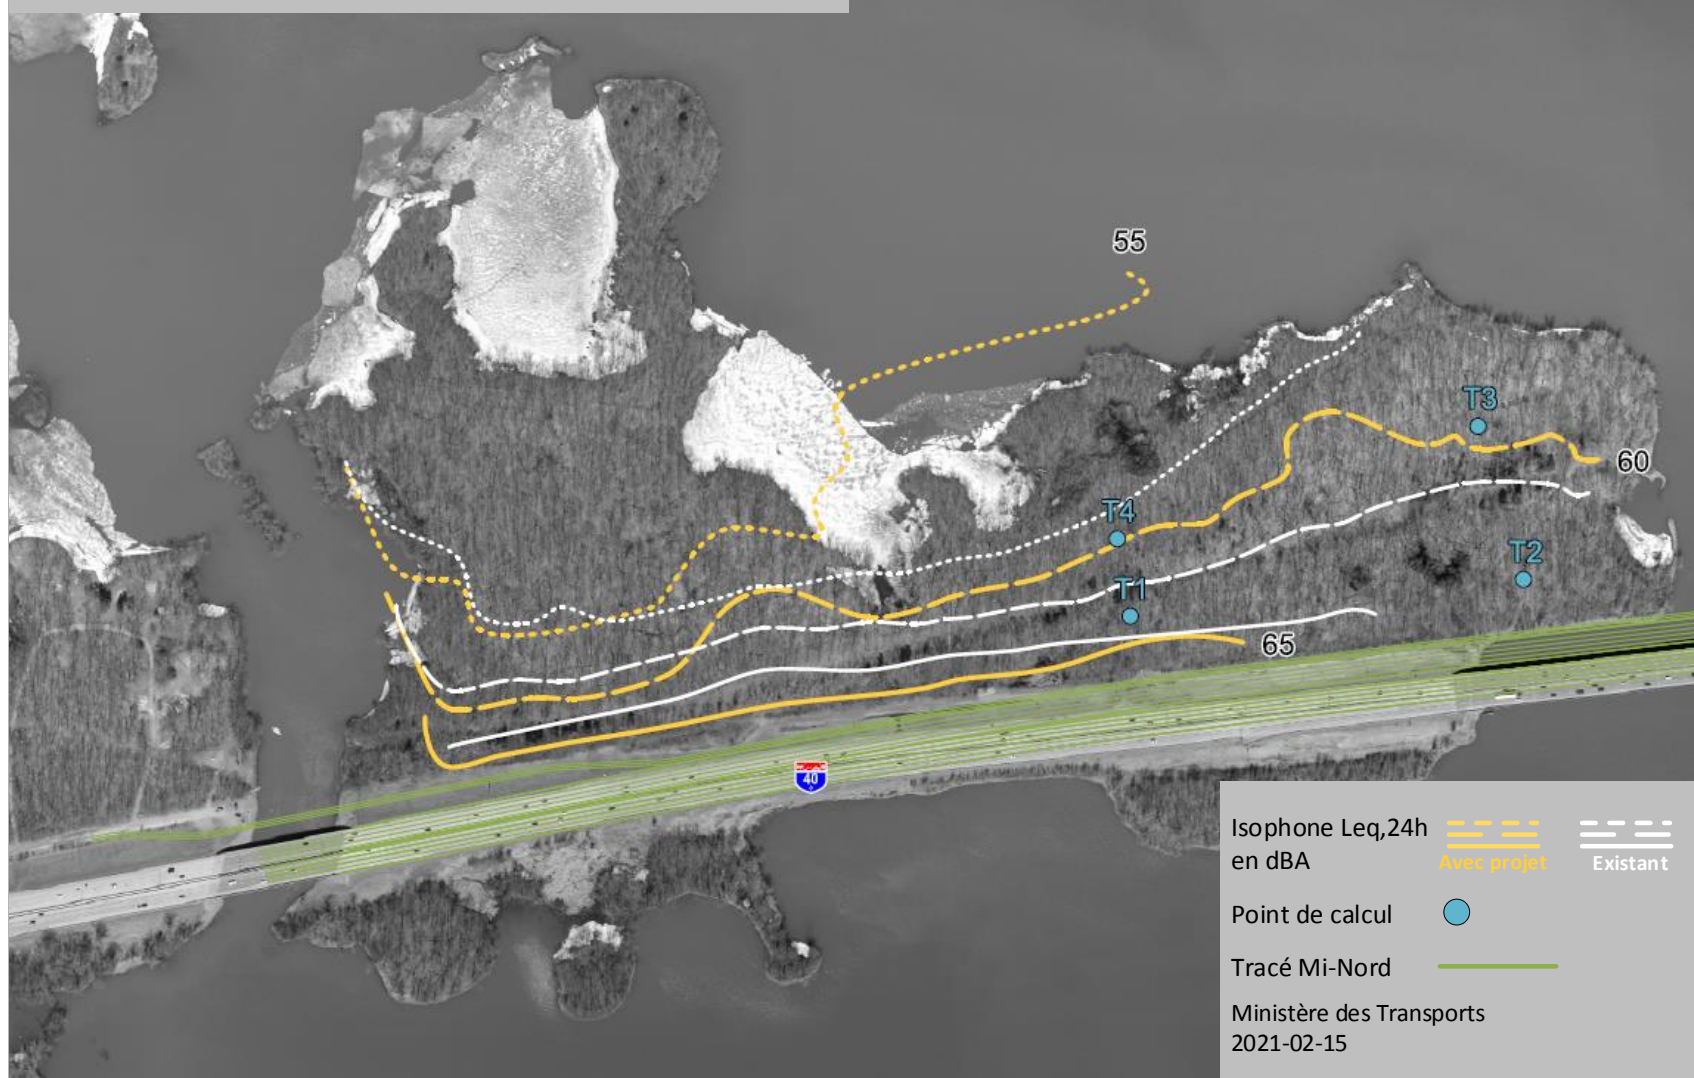 55
T3
60
T4
T2
T1
65
40
Isophone Leq,24h
en dBA
Avec projet
Existant
Point de calcul
Tracé Mi-Nord
Ministère des Transports
2021-02-15